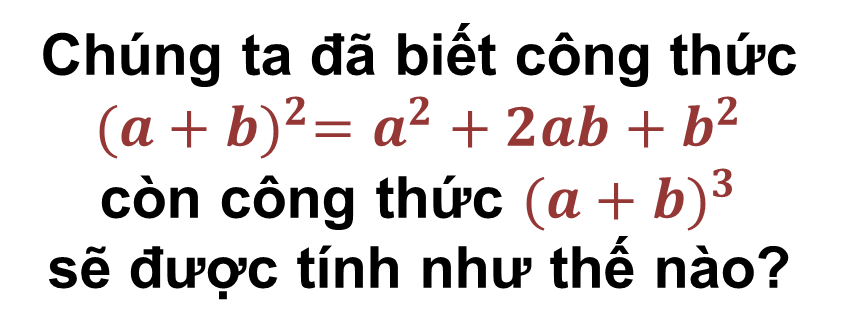 Chúng ta đã biết công thức
(a + b)²= a² + 2ab + b²
còn công thức (a + b)³
sẽ được tính như thế nào?